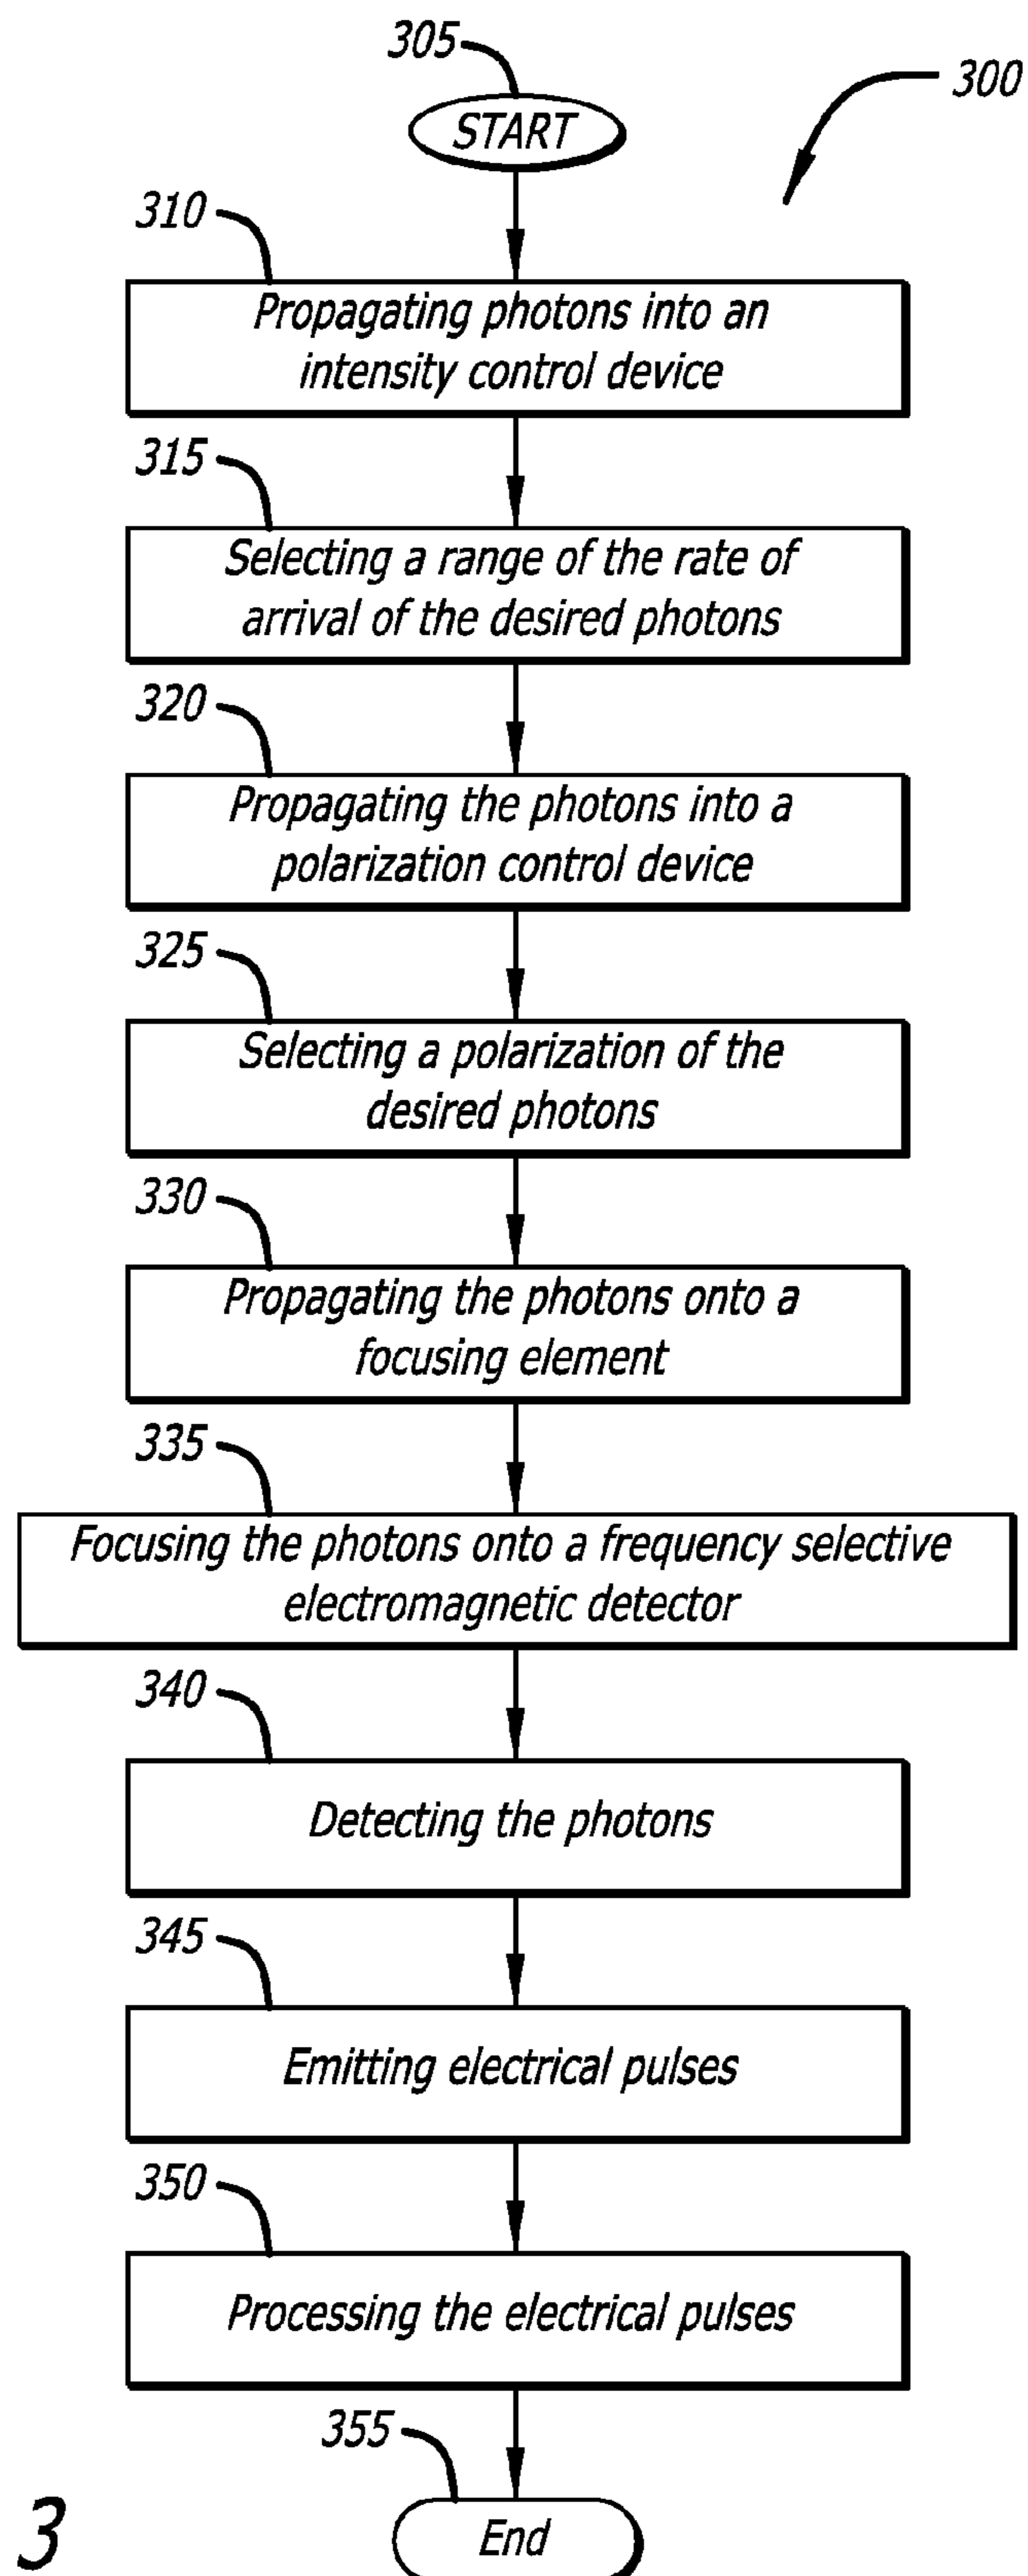 305
START
300
310
Propagating photons into an
intensity control device
315
Selecting a range of the rate of
arrival of the desired photons
320
Propagating the photons into a
polarization control device
325
Selecting a polarization of the
desired photons
330
Propagating the photons onto a
focusing element
335
Focusing the photons onto a frequency selective
electromagnetic detector
340
Detecting the photons
345
Emitting electrical pulses
350
Processing the electrical pulses
355
End
3